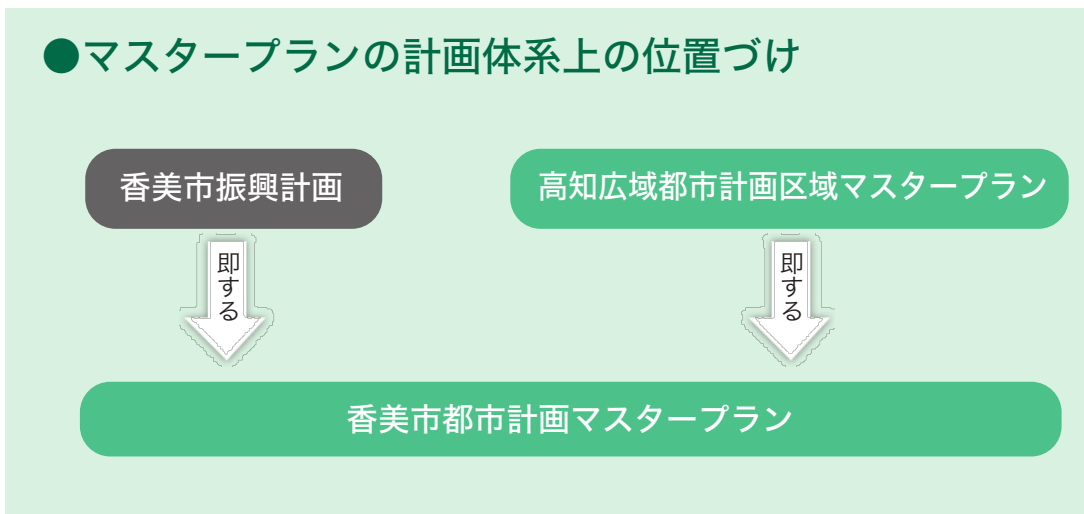 ●マスタープランの計画体系上の位置づけ
香美市振興計画
高知広域都市計画区域マスタープラン
即する
即する
香美市都市計画マスタープラン